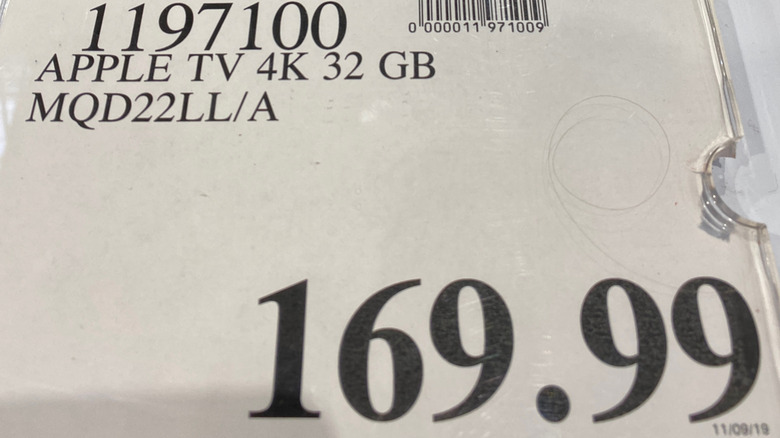 1197100
0 000011 971009
APPLE TV 4K 32 GB
MQD22LL/A
169.99
11/09/19